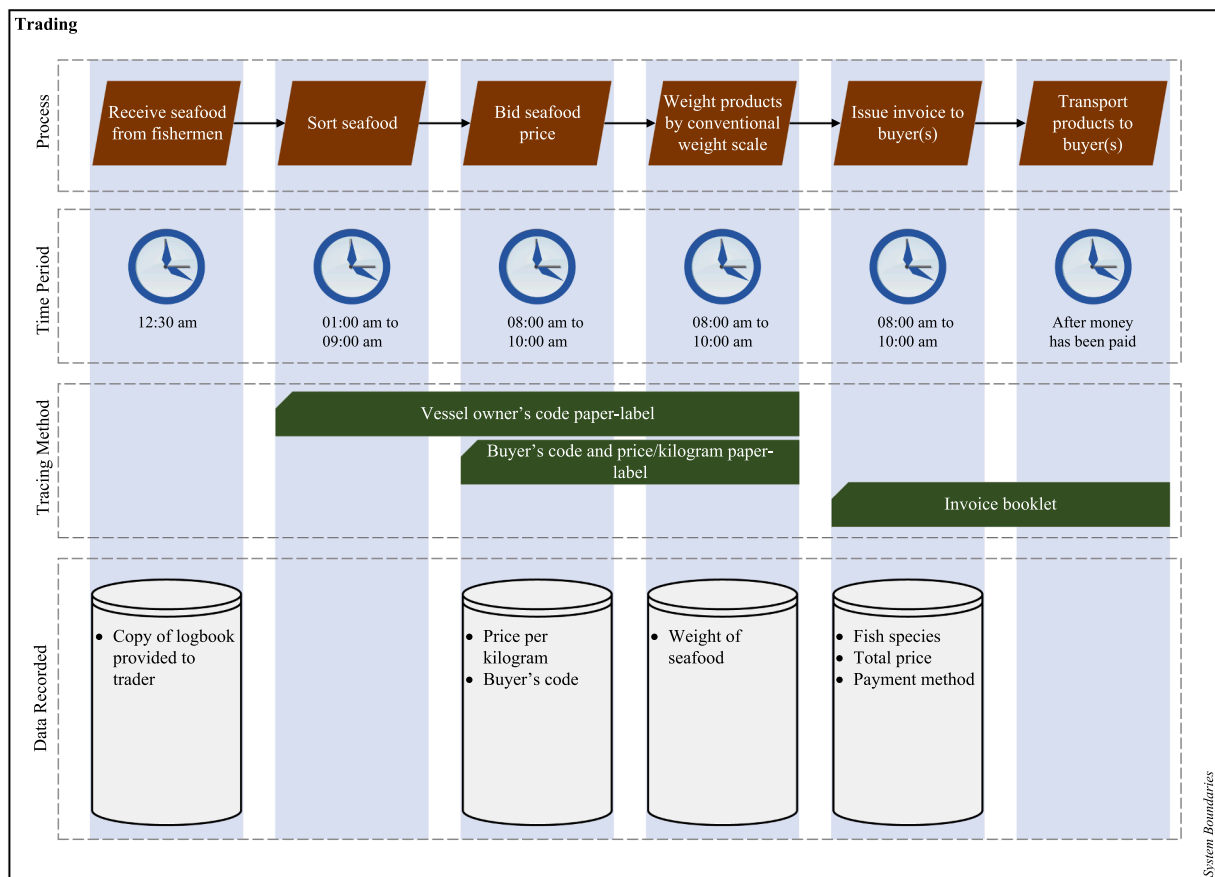 Trading
Process
Receive seafood
from fishermen
Sort seafood
Bid seafood
price
Weight products
by conventional
weight scale
Issue invoice to
buyer(s)
Transport
products to
buyer(s)
Time Period
12:30 am
01:00 am to
09:00 am
08:00 am to
10:00 am
08:00 am to
10:00 am
08:00 am to
10:00 am
After money
has been paid
Tracing Method
Vessel owner’s code paper-label
Buyer’s code and price/kilogram paper-
label
Invoice booklet
Data Recorded
• Copy of logbook
provided to
trader
• Price per
kilogram
• Buyer’s code
• Weight of
seafood
• Fish species
• Total price
• Payment method
System Boundaries